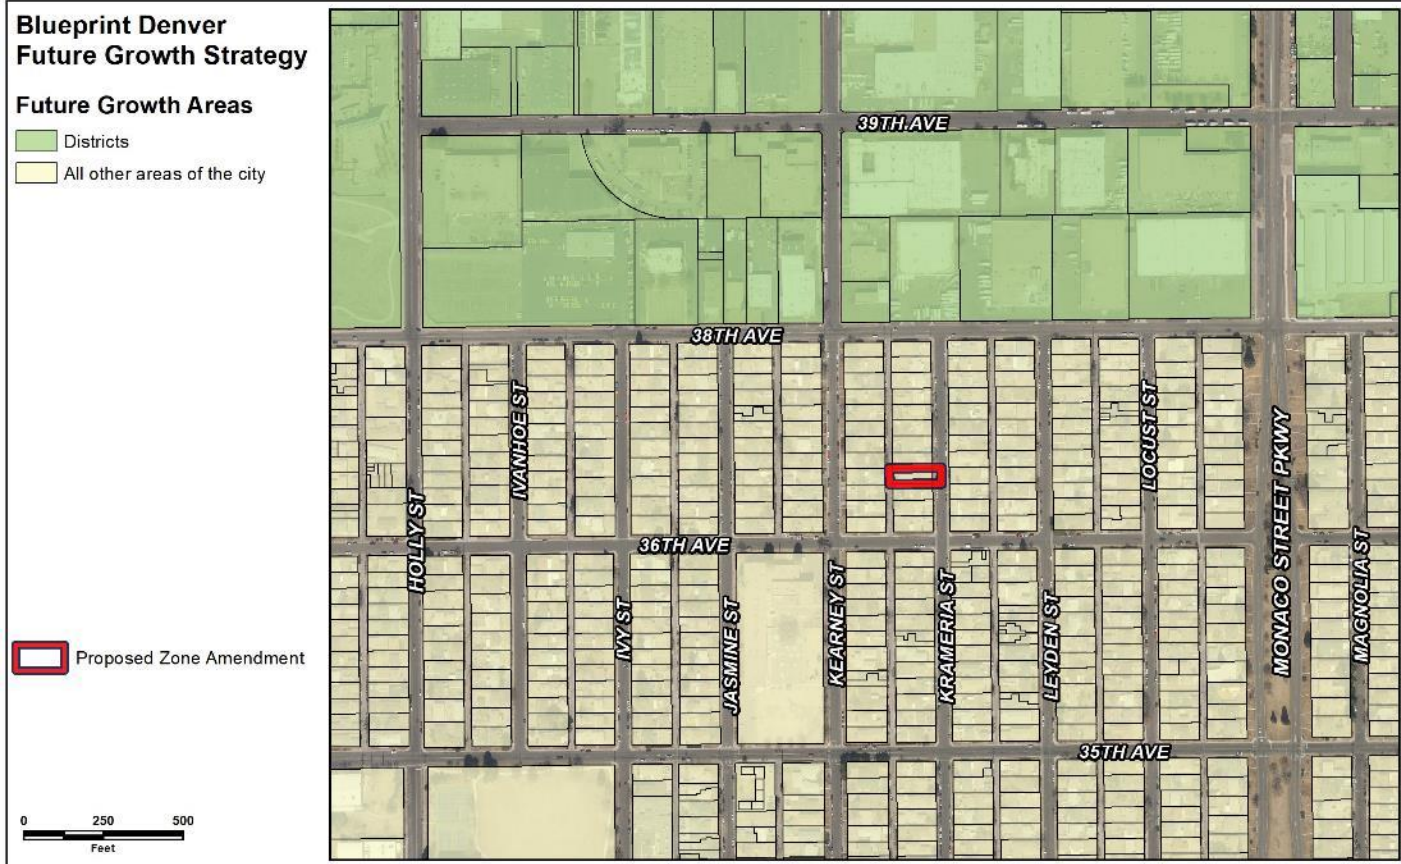 Blueprint Denver
Future Growth Strategy
Future Growth Areas
Districts
All other areas of the city
Proposed Zone Amendment
0 250 500
Feet
39TH AVE
38TH AVE
IVANHOE ST
LOCUST ST
HOLLY ST
MONACO STREET PKWY
36TH AVE
IVY ST
JASMINE ST
KEARNEY ST
KRAMERIA ST
LEYDEN ST
MAGNOLIA ST
35TH AVE